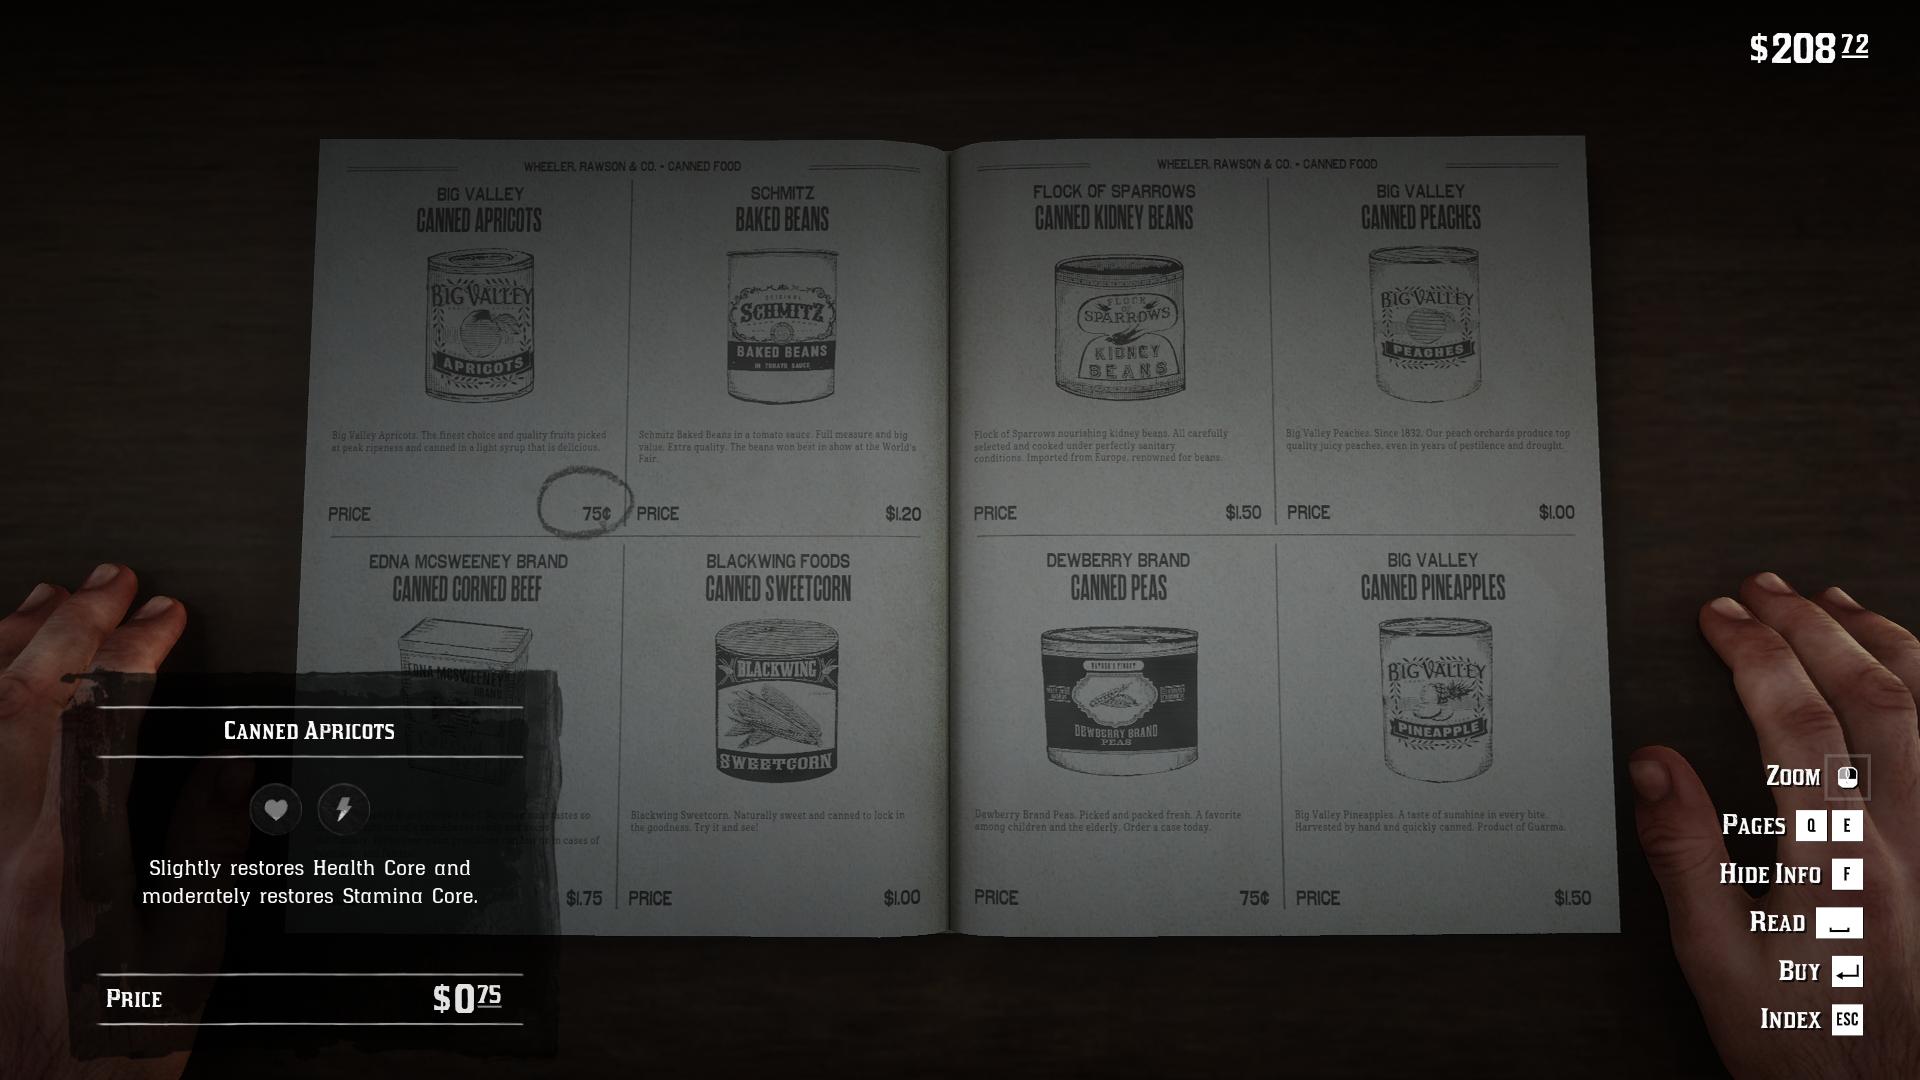 $208 72
WHEELER, RAWSON & CO. - CANNED FOOD
BIG VALLEY
CANNED APRICOTS
BIG VALLEY
APRICOTS
Big Valley Apricots. The finest choice and quality fruits picked
at peak ripeness and canned in a light syrup that is delicious.
PRICE 75¢
SCHMITZ
BAKED BEANS
ORIGINAL
SCHMITZ
BAKED BEANS
IN TOMATO SAUCE
Schmitz Baked Beans in a tomato sauce. Full measure and big
value. Extra quality. The beans won best in show at the World's
Fair.
PRICE $1.20
EDNA MCSWEENEY BRAND
CANNED CORNED BEEF
EDNA MCSWEENEY
BRAND
tastes so
in cases of
$1.75
BLACKWING FOODS
CANNED SWEETCORN
BLACKWING
SWEETCORN
Blackwing Sweetcorn. Naturally sweet and canned to lock in
the goodness. Try it and see!
PRICE $1.00
WHEELER, RAWSON & CO. - CANNED FOOD
FLOCK OF SPARROWS
CANNED KIDNEY BEANS
FLOCK
OF
SPARROWS
KIDNEY
BEANS
Flock of Sparrows nourishing kidney beans. All carefully
selected and cooked under perfectly sanitary
conditions. Imported from Europe, renowned for beans.
PRICE $1.50
BIG VALLEY
CANNED PEACHES
BIG VALLEY
PEACHES
Big Valley Peaches. Since 1832. Our peach orchards produce top
quality juicy peaches, even in years of pestilence and drought.
PRICE $1.00
DEWBERRY BRAND
CANNED PEAS
NATURE'S FINEST
DEWBERRY BRAND
PEAS
Dewberry Brand Peas. Picked and packed fresh. A favorite
among children and the elderly. Order a case today.
PRICE 75¢
BIG VALLEY
CANNED PINEAPPLES
BIG VALLEY
PINEAPPLE
Big Valley Pineapples. A taste of sunshine in every bite.
Harvested by hand and quickly canned. Product of Guarma.
PRICE $1.50
CANNED APRICOTS
Slightly restores Health Core and
moderately restores Stamina Core.
PRICE $0 75
ZOOM
PAGES Q E
HIDE INFO F
READ
BUY
INDEX ESC